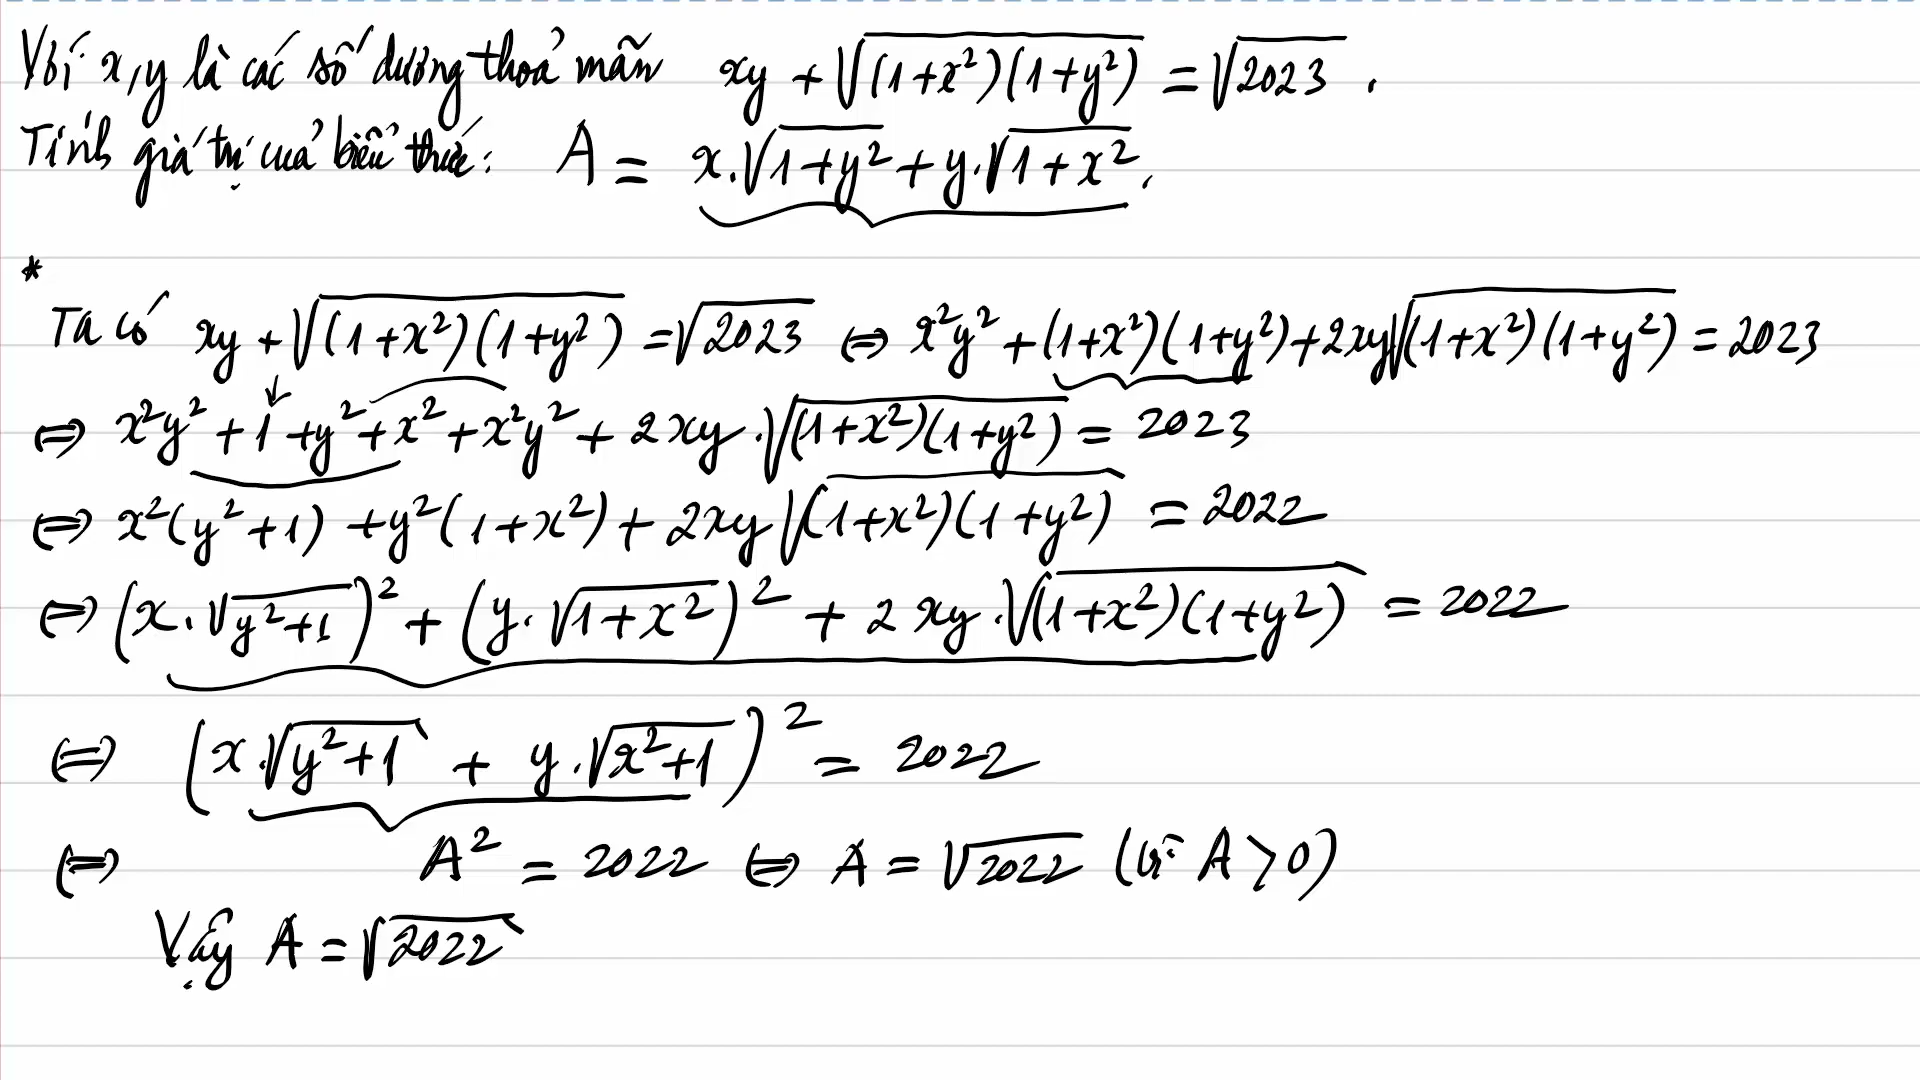 Với x,y là các số dương thoả mãn xy + √((1+x²)(1+y²)) = √2023.
Tính giá trị của biểu thức: A = x.√(1+y²) + y.√(1+x²).
*
Ta có xy + √((1+x²)(1+y²)) = √2023 ⇔ x²y² + (1+x²)(1+y²) + 2xy√((1+x²)(1+y²)) = 2023
⇔ x²y² + 1 + y² + x² + x²y² + 2xy.√((1+x²)(1+y²)) = 2023
⇔ x²(y²+1) + y²(1+x²) + 2xy√((1+x²)(1+y²)) = 2022
⇔ (x.√(y²+1))² + (y.√(1+x²))² + 2xy.√((1+x²)(1+y²)) = 2022
⇔ (x.√(y²+1) + y.√(x²+1))² = 2022
⇔ A² = 2022 ⇔ A = √2022 (vì A > 0)
Vậy A = √2022